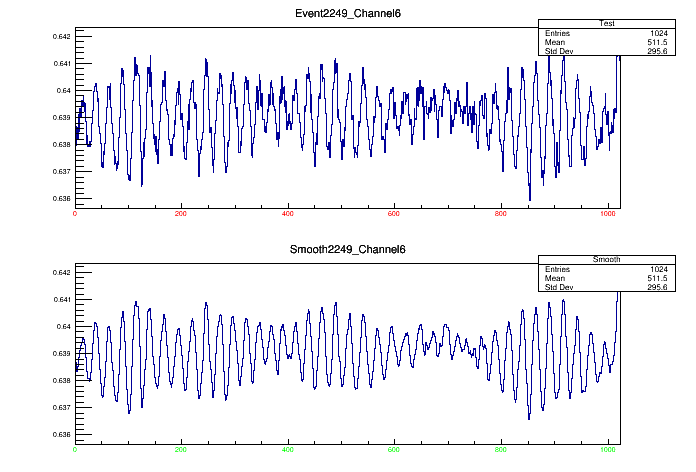 Event2249_Channel6
Test
Entries 1024
Mean 511.5
Std Dev 295.6
0.642
0.641
0.64
0.639
0.638
0.637
0.636
0 200 400 600 800 1000
Smooth2249_Channel6
Smooth
Entries 1024
Mean 511.5
Std Dev 295.6
0.642
0.641
0.64
0.639
0.638
0.637
0.636
0 200 400 600 800 1000